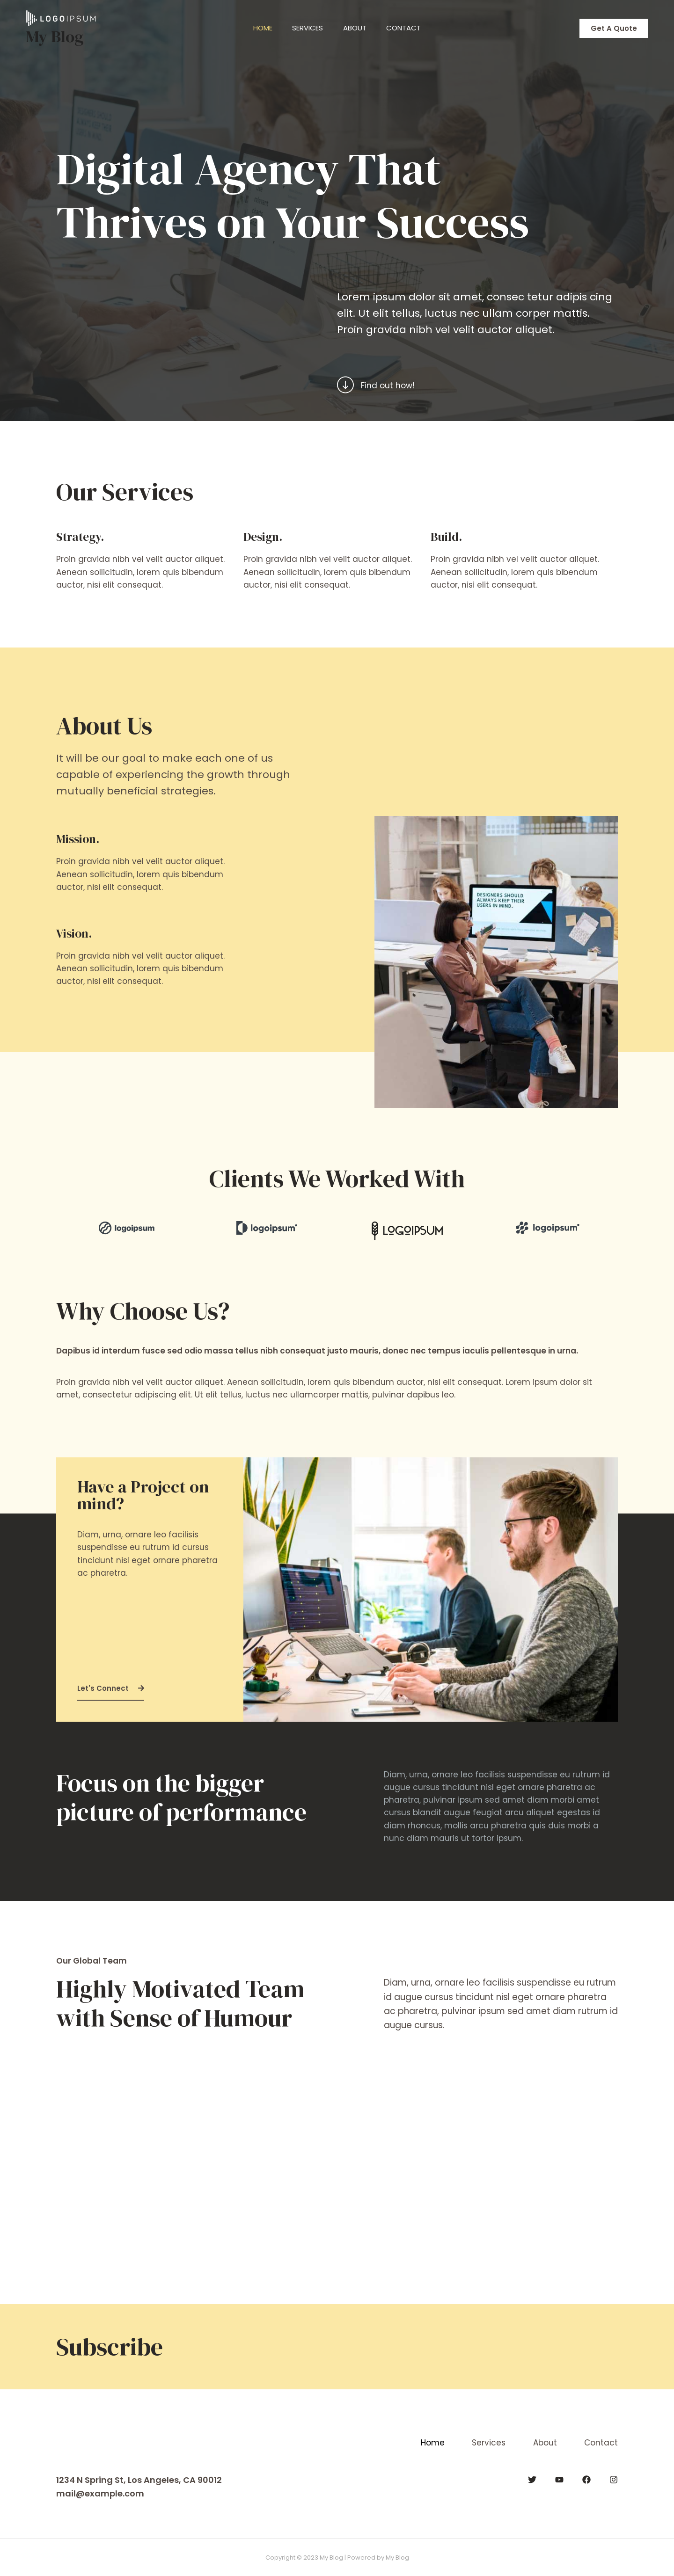 LOGOIPSUM
My Blog
HOME SERVICES ABOUT CONTACT
Get A Quote
Digital Agency That
Thrives on Your Success
Lorem ipsum dolor sit amet, consec tetur adipis cing
elit. Ut elit tellus, luctus nec ullam corper mattis.
Proin gravida nibh vel velit auctor aliquet.
Find out how!
Our Services
Strategy.
Proin gravida nibh vel velit auctor aliquet.
Aenean sollicitudin, lorem quis bibendum
auctor, nisi elit consequat.
Design.
Proin gravida nibh vel velit auctor aliquet.
Aenean sollicitudin, lorem quis bibendum
auctor, nisi elit consequat.
Build.
Proin gravida nibh vel velit auctor aliquet.
Aenean sollicitudin, lorem quis bibendum
auctor, nisi elit consequat.
About Us
It will be our goal to make each one of us
capable of experiencing the growth through
mutually beneficial strategies.
Mission.
Proin gravida nibh vel velit auctor aliquet.
Aenean sollicitudin, lorem quis bibendum
auctor, nisi elit consequat.
Vision.
Proin gravida nibh vel velit auctor aliquet.
Aenean sollicitudin, lorem quis bibendum
auctor, nisi elit consequat.
DESIGNERS SHOULD
ALWAYS KEEP THEIR
USERS IN MIND.
Clients We Worked With
logoipsum
logoipsum
LOGOIPSUM
logoipsum
Why Choose Us?
Dapibus id interdum fusce sed odio massa tellus nibh consequat justo mauris, donec nec tempus iaculis pellentesque in urna.
Proin gravida nibh vel velit auctor aliquet. Aenean sollicitudin, lorem quis bibendum auctor, nisi elit consequat. Lorem ipsum dolor sit
amet, consectetur adipiscing elit. Ut elit tellus, luctus nec ullamcorper mattis, pulvinar dapibus leo.
Have a Project on
mind?
Diam, urna, ornare leo facilisis
suspendisse eu rutrum id cursus
tincidunt nisl eget ornare pharetra
ac pharetra.
Let's Connect
Focus on the bigger
picture of performance
Diam, urna, ornare leo facilisis suspendisse eu rutrum id
augue cursus tincidunt nisl eget ornare pharetra ac
pharetra, pulvinar ipsum sed amet diam morbi amet
cursus blandit augue feugiat arcu aliquet egestas id
diam rhoncus, mollis arcu pharetra quis duis morbi a
nunc diam mauris ut tortor ipsum.
Our Global Team
Highly Motivated Team
with Sense of Humour
Diam, urna, ornare leo facilisis suspendisse eu rutrum
id augue cursus tincidunt nisl eget ornare pharetra
ac pharetra, pulvinar ipsum sed amet diam rutrum id
augue cursus.
Subscribe
Home Services About Contact
1234 N Spring St, Los Angeles, CA 90012
mail@example.com
Copyright © 2023 My Blog | Powered by My Blog